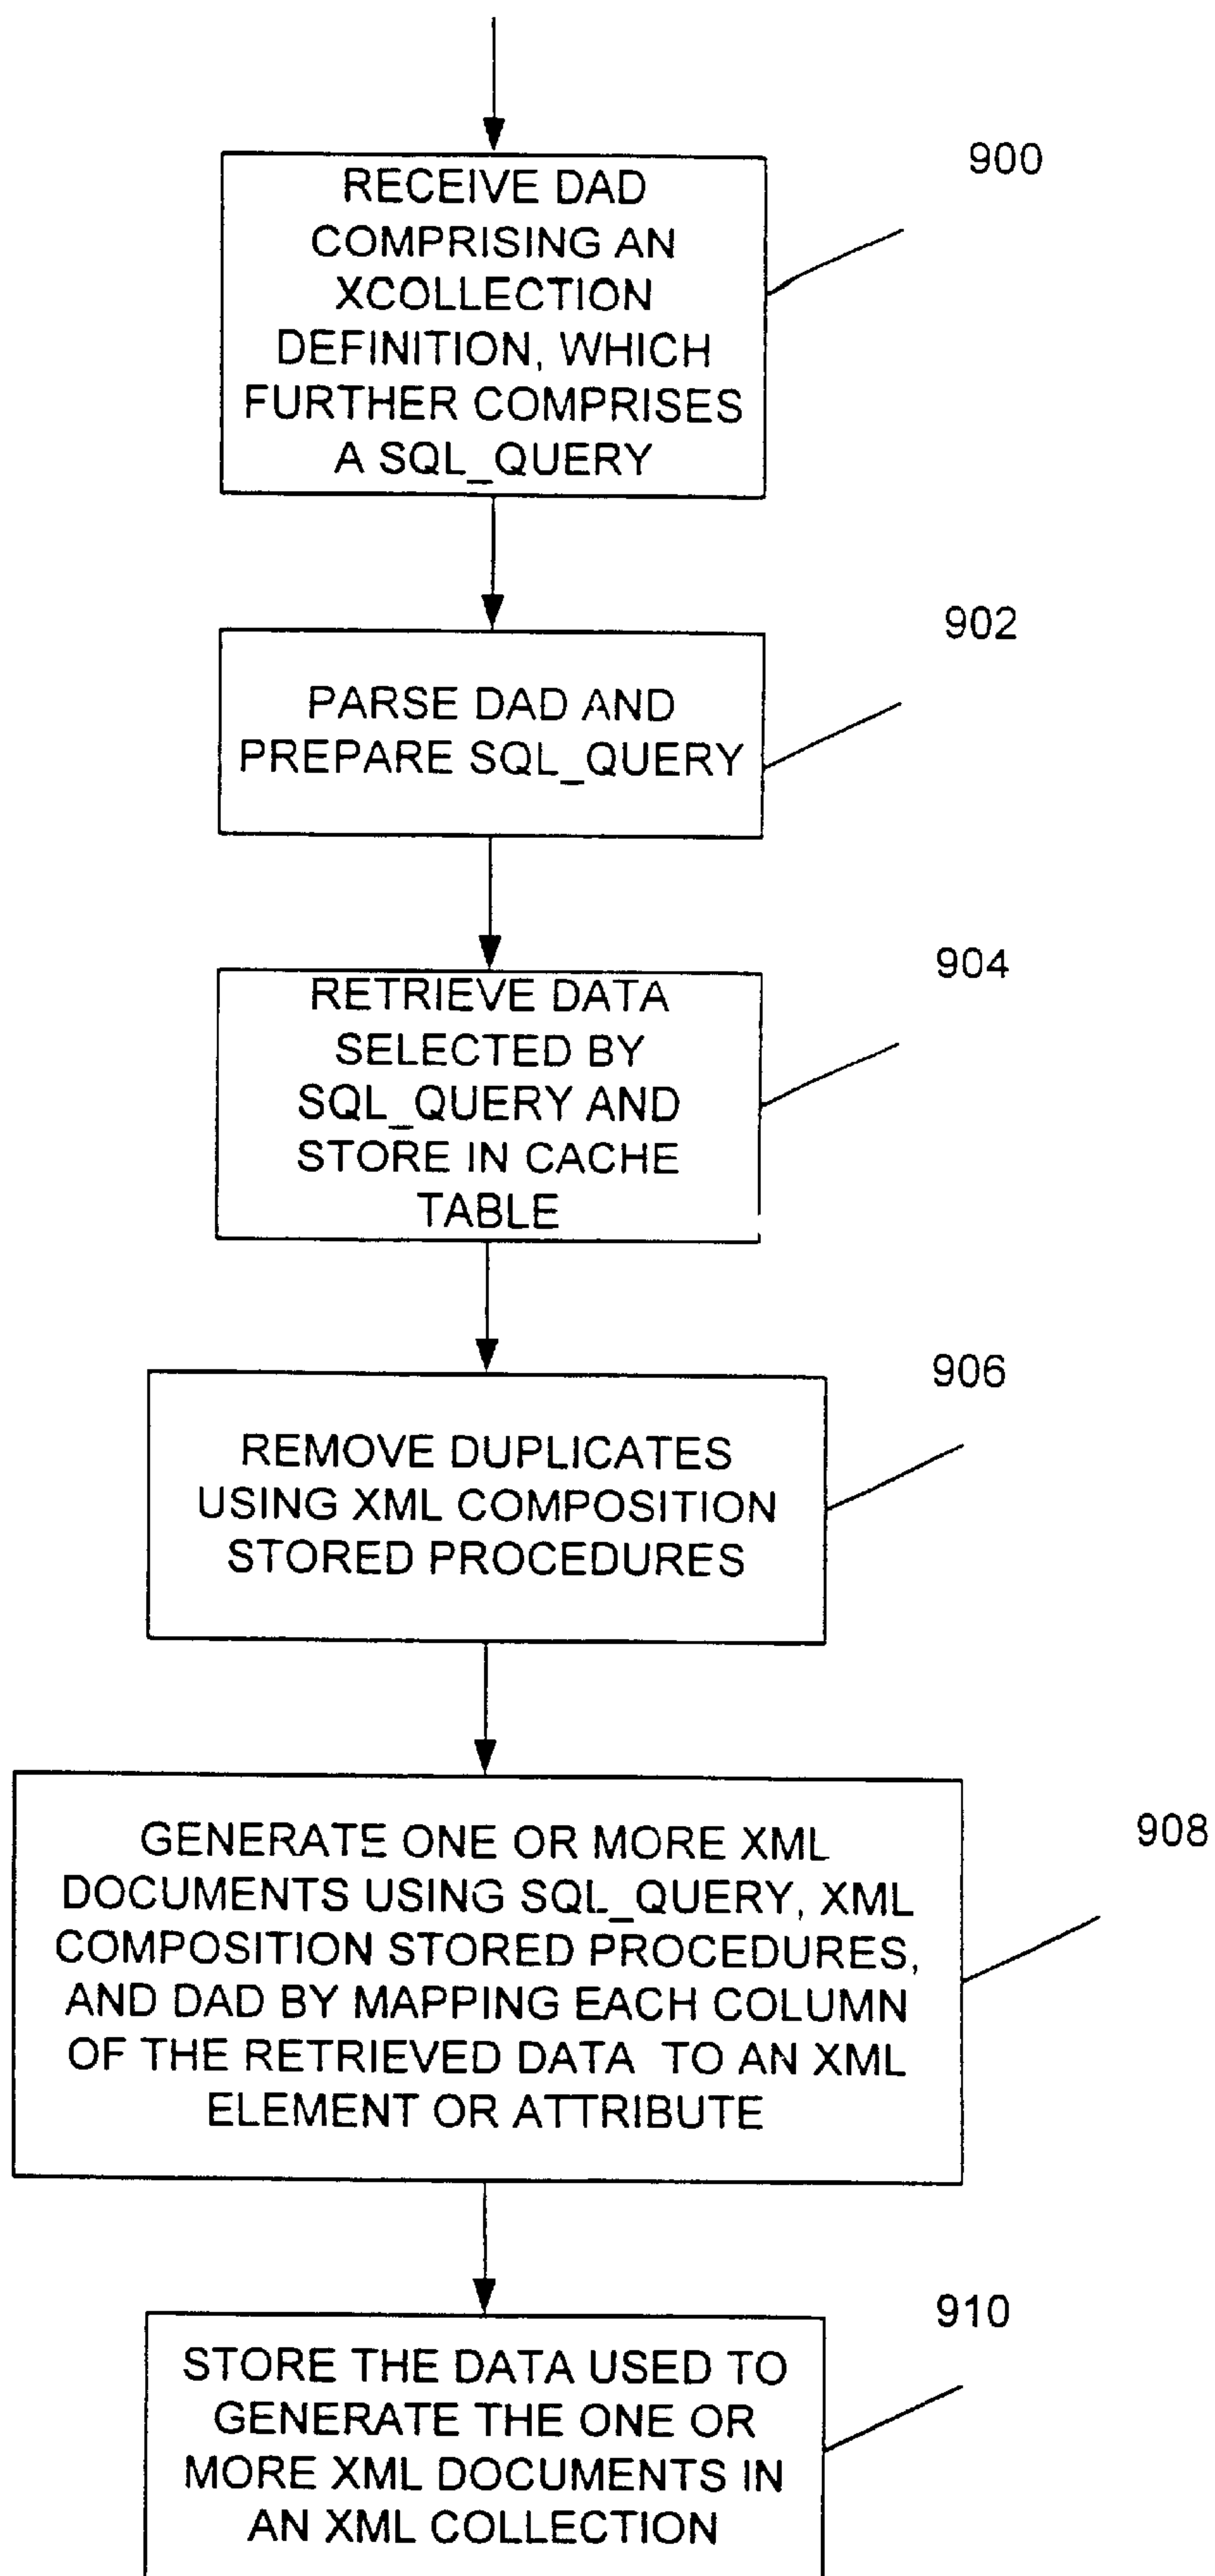 900
RECEIVE DAD
COMPRISING AN
XCOLLECTION
DEFINITION, WHICH
FURTHER COMPRISES
A SQL_QUERY
902
PARSE DAD AND
PREPARE SQL_QUERY
904
RETRIEVE DATA
SELECTED BY
SQL_QUERY AND
STORE IN CACHE
TABLE
906
REMOVE DUPLICATES
USING XML COMPOSITION
STORED PROCEDURES
908
GENERATE ONE OR MORE XML
DOCUMENTS USING SQL_QUERY, XML
COMPOSITION STORED PROCEDURES,
AND DAD BY MAPPING EACH COLUMN
OF THE RETRIEVED DATA TO AN XML
ELEMENT OR ATTRIBUTE
910
STORE THE DATA USED TO
GENERATE THE ONE OR
MORE XML DOCUMENTS IN
AN XML COLLECTION